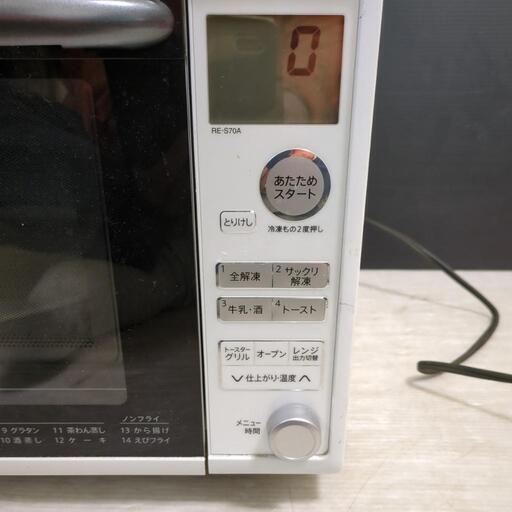 0
RE-S70A
あたため
スタート
とりけし
冷凍もの2度押し
1 全解凍
2 サックリ
解凍
3 牛乳・酒
4 トースト
トースター
グリル
オーブン
レンジ
出力切替
仕上がり・温度
メニュー
時間
ノンフライ
9 グラタン 11 茶わん蒸し 13 から揚げ
10 酒蒸し 12 ケーキ 14 えびフライ